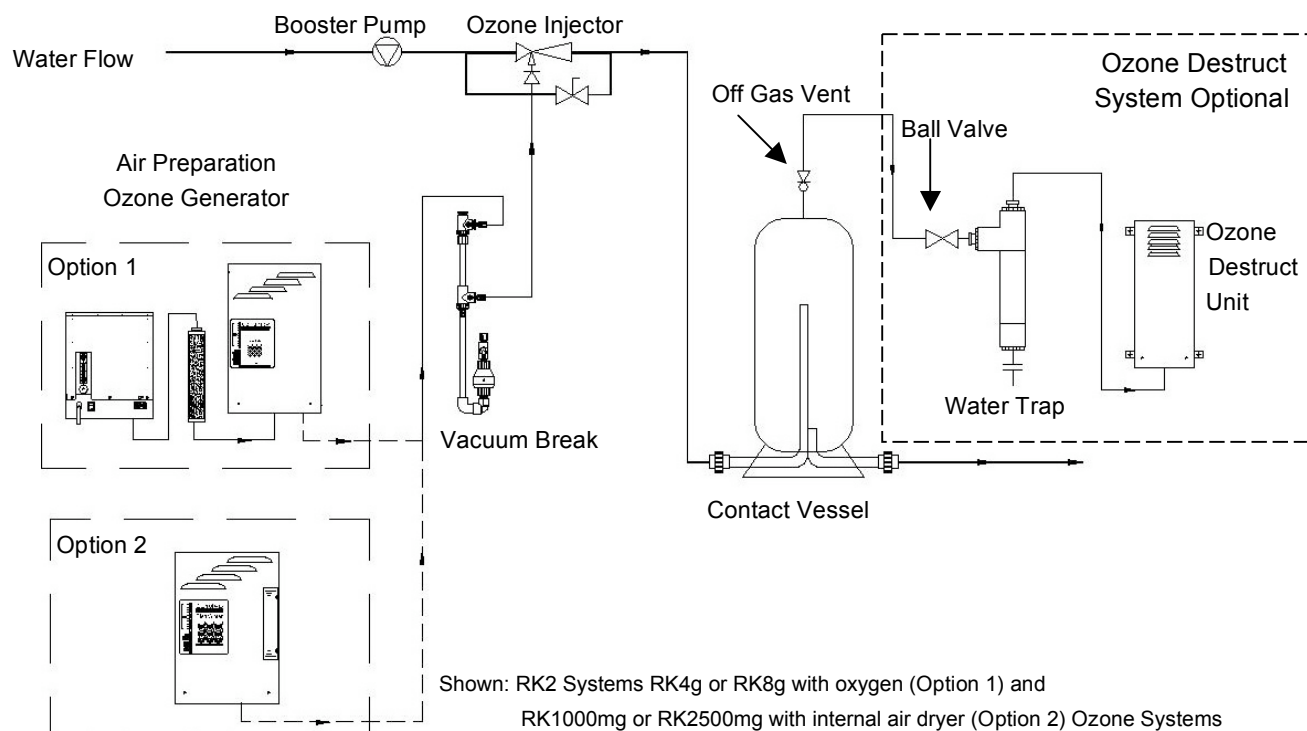 Booster Pump
Ozone Injector
Water Flow
Ozone Destruct
System Optional
Off Gas Vent
Ball Valve
Air Preparation
Ozone Generator
Option 1
Ozone
Destruct
Unit
Water Trap
Vacuum Break
Contact Vessel
Option 2
Shown: RK2 Systems RK4g or RK8g with oxygen (Option 1) and
RK1000mg or RK2500mg with internal air dryer (Option 2) Ozone Systems